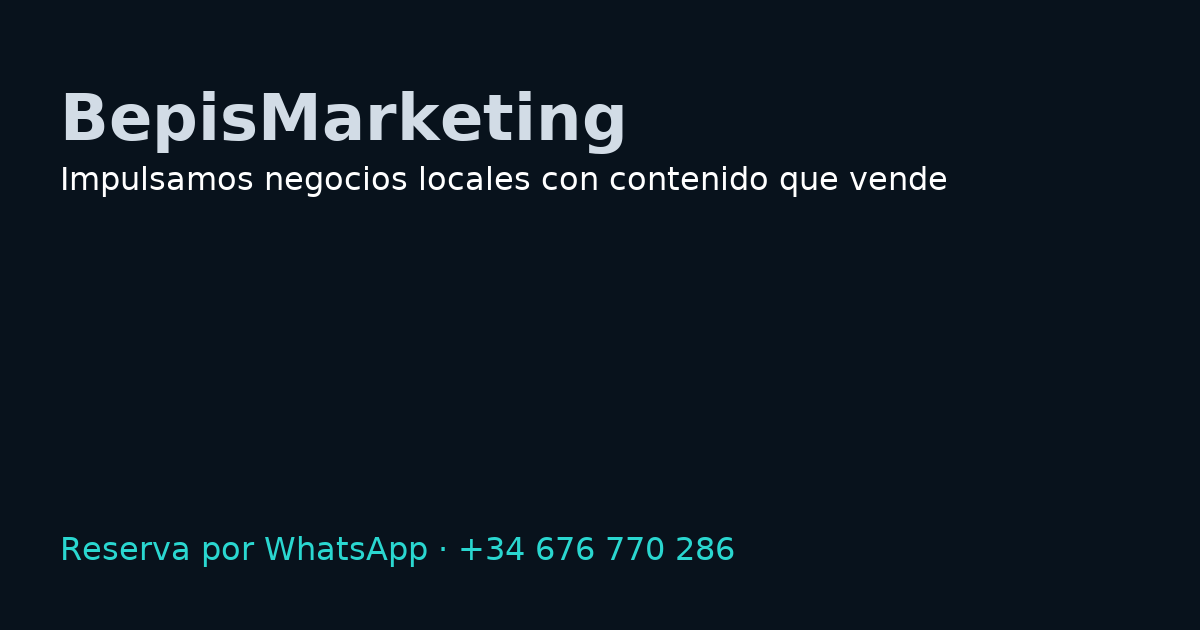 BepisMarketing
Impulsamos negocios locales con contenido que vende
Reserva por WhatsApp · +34 676 770 286